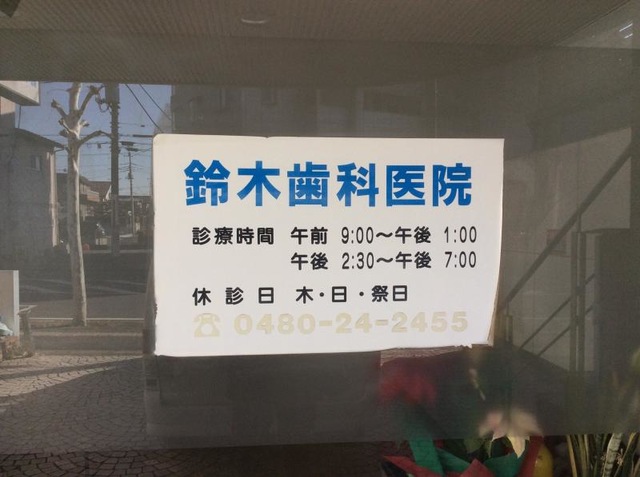 鈴木歯科医院
診療時間 午前 9:00～午後 1:00
午後 2:30～午後 7:00
休診日 木・日・祭日
☎ 0480-24-2455